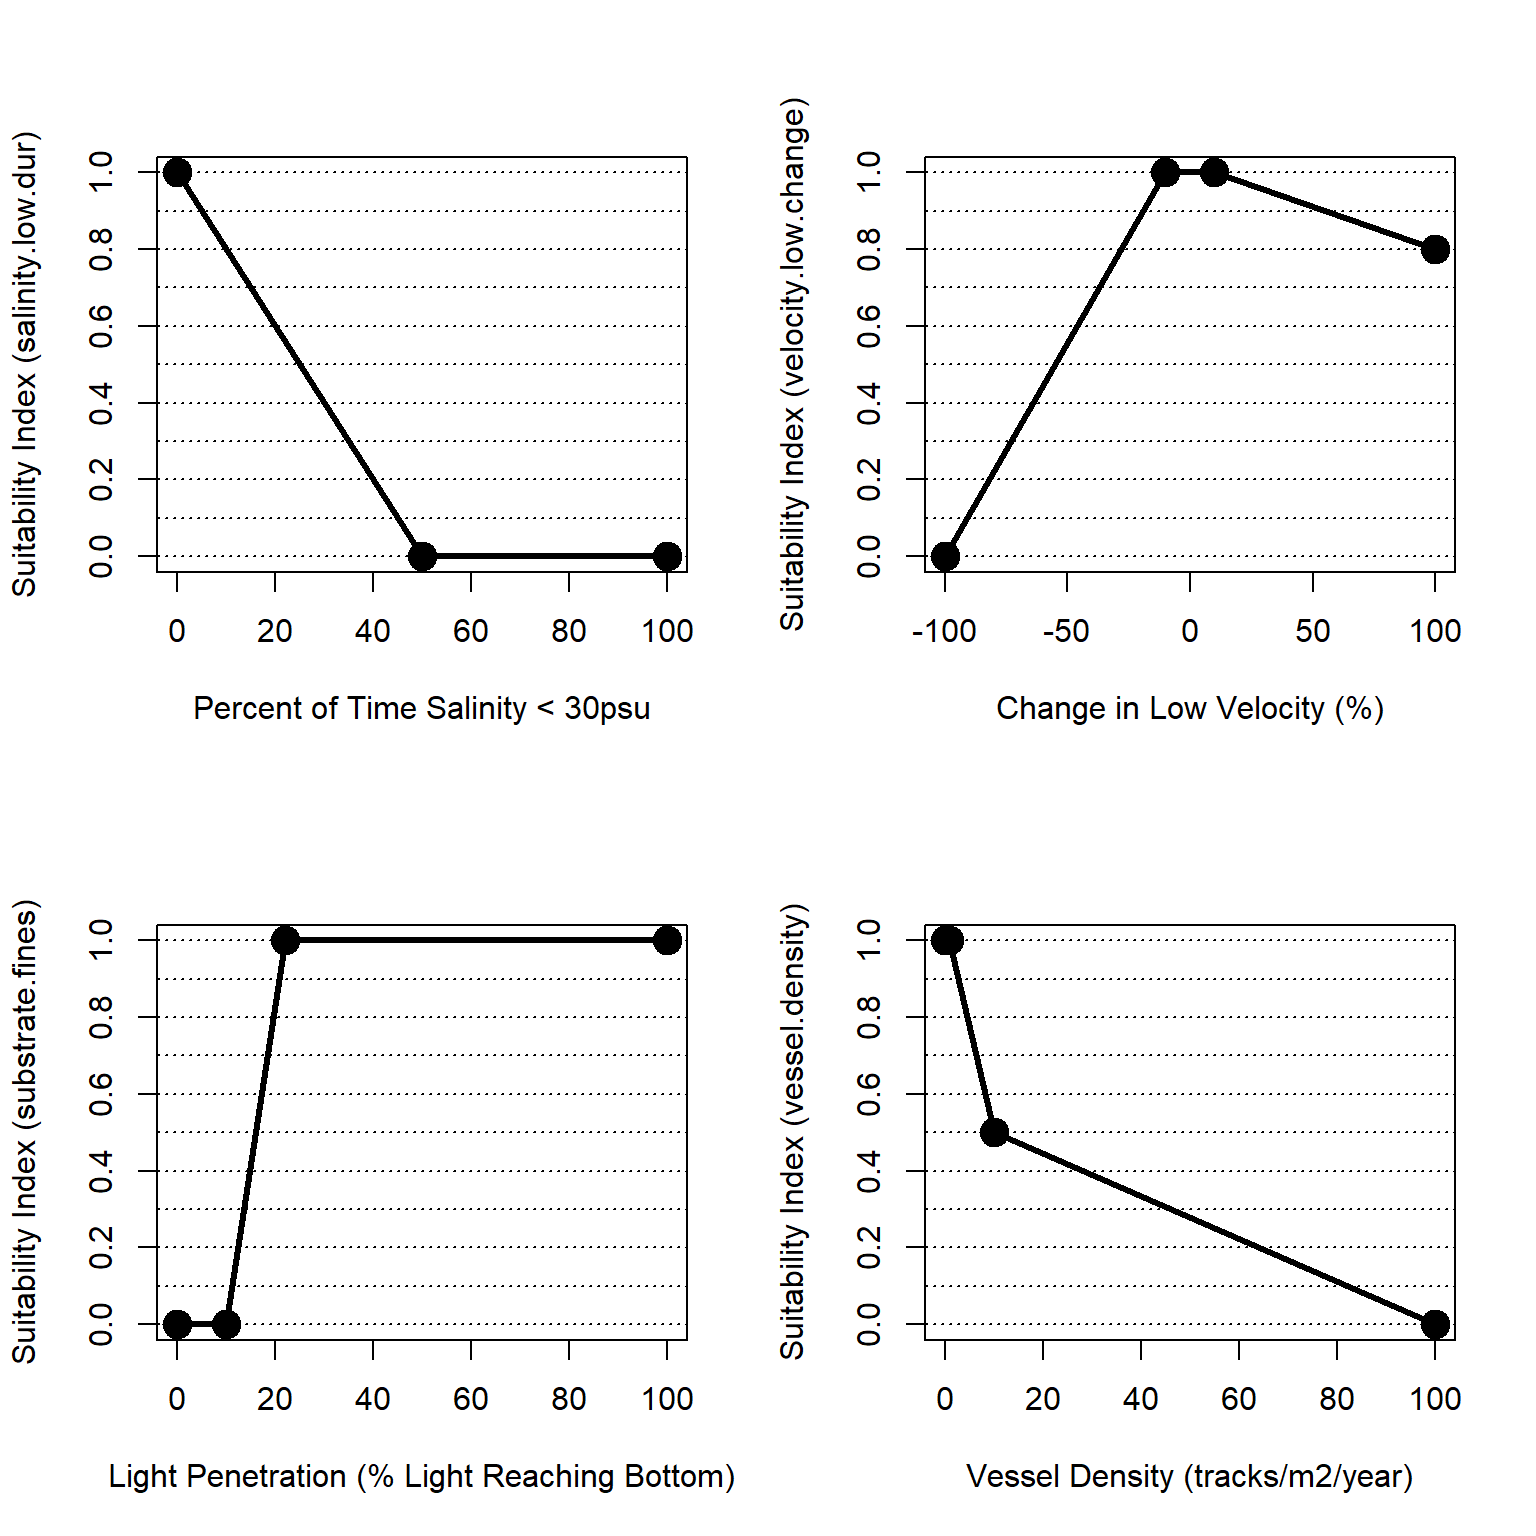 Suitability Index (salinity.low.dur)
1.0
0.8
0.6
0.4
0.2
0.0
0 20 40 60 80 100
Percent of Time Salinity < 30psu
Suitability Index (velocity.low.change)
1.0
0.8
0.6
0.4
0.2
0.0
-100 -50 0 50 100
Change in Low Velocity (%)
Suitability Index (substrate.fines)
1.0
0.8
0.6
0.4
0.2
0.0
0 20 40 60 80 100
Light Penetration (% Light Reaching Bottom)
Suitability Index (vessel.density)
1.0
0.8
0.6
0.4
0.2
0.0
0 20 40 60 80 100
Vessel Density (tracks/m2/year)